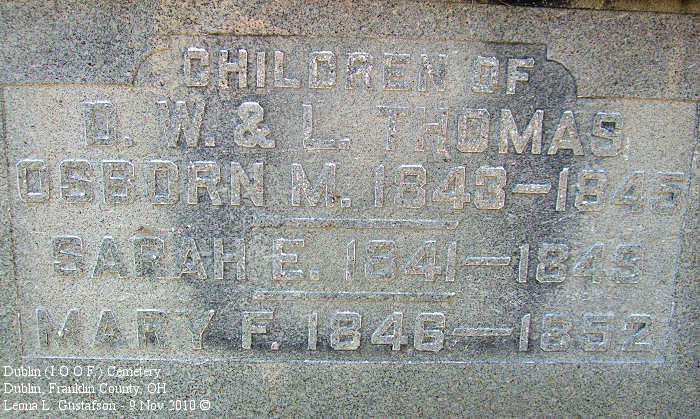 CHILDREN OF
D. W. & L. THOMAS
OSBORN M. 1843—1845
SARAH E. 1841—1845
MARY F. 1846—1852
Dublin (I O O F) Cemetery
Dublin, Franklin County, OH
Leona L. Gustafson - 9 Nov 2010 ©